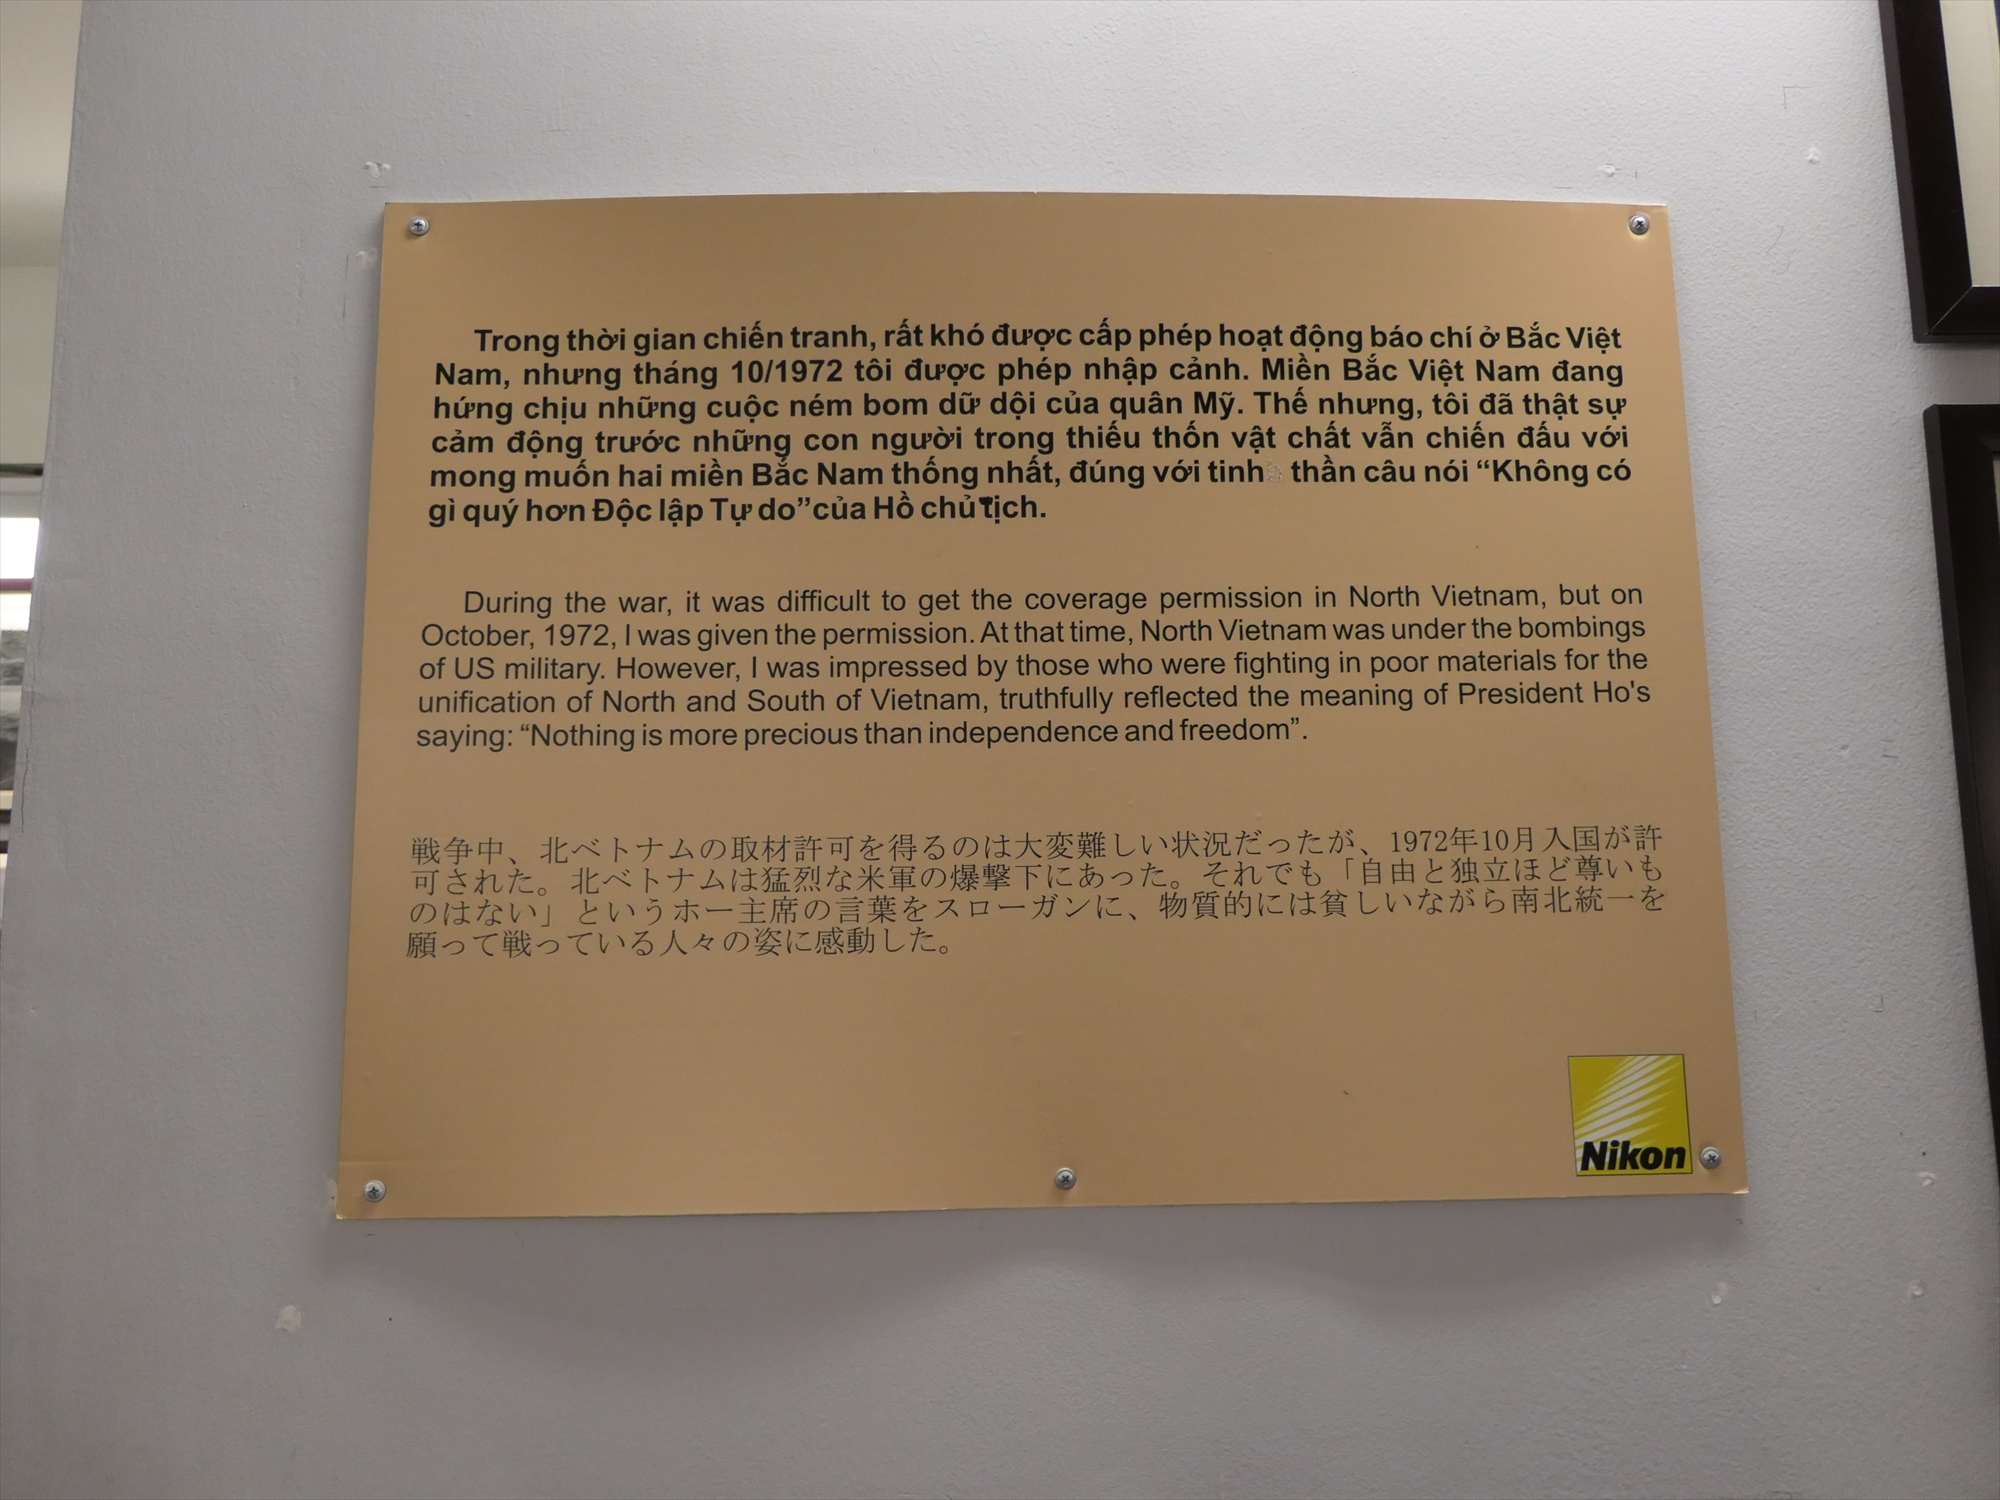 Trong thời gian chiến tranh, rất khó được cấp phép hoạt động báo chí ở Bắc Việt
Nam, nhưng tháng 10/1972 tôi được phép nhập cảnh. Miền Bắc Việt Nam đang
hứng chịu những cuộc ném bom dữ dội của quân Mỹ. Thế nhưng, tôi đã thật sự
cảm động trước những con người trong thiếu thốn vật chất vẫn chiến đấu với
mong muốn hai miền Bắc Nam thống nhất, đúng với tinh thần câu nói “Không có
gì quý hơn Độc lập Tự do”của Hồ chủ tịch.
During the war, it was difficult to get the coverage permission in North Vietnam, but on
October, 1972, I was given the permission. At that time, North Vietnam was under the bombings
of US military. However, I was impressed by those who were fighting in poor materials for the
unification of North and South of Vietnam, truthfully reflected the meaning of President Ho's
saying: “Nothing is more precious than independence and freedom”.
戦争中、北ベトナムの取材許可を得るのは大変難しい状況だったが、1972年10月入国が許
可された。北ベトナムは猛烈な米軍の爆撃下にあった。それでも「自由と独立ほど尊いも
のはない」というホー主席の言葉をスローガンに、物質的には貧しいながら南北統一を
願って戦っている人々の姿に感動した。
Nikon